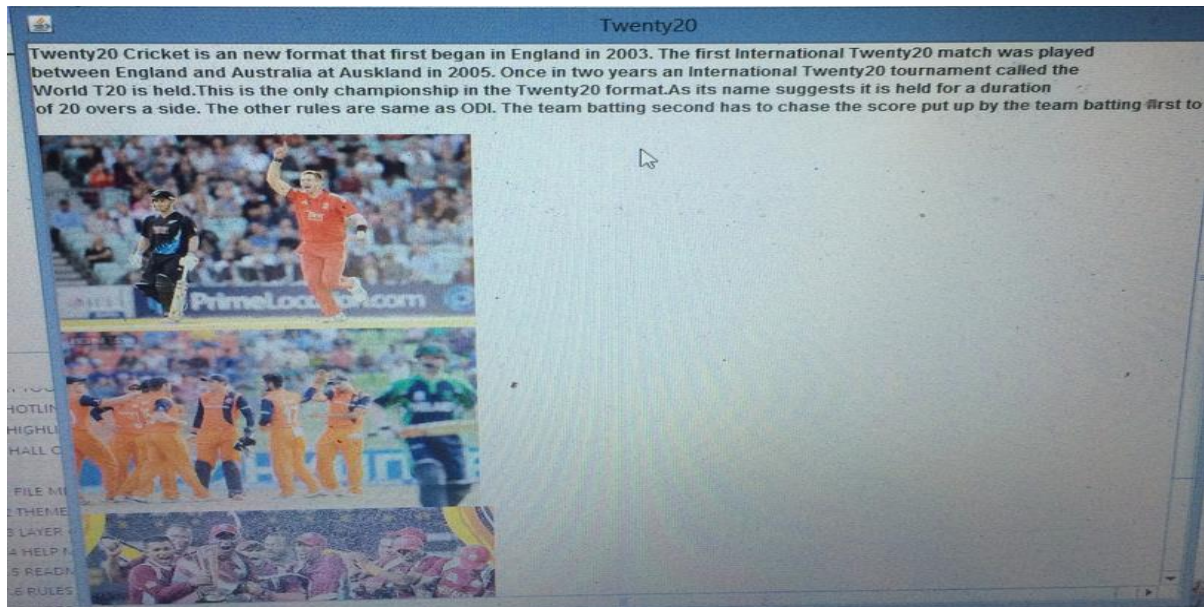 Twenty20
Twenty20 Cricket is an new format that first began in England in 2003. The first International Twenty20 match was played
between England and Australia at Auskland in 2005. Once in two years an International Twenty20 tournament called the
World T20 is held.This is the only championship in the Twenty20 format.As its name suggests it is held for a duration
of 20 overs a side. The other rules are same as ODI. The team batting second has to chase the score put up by the team batting first to
HOTLIN
HIGHLI
HALL O
FILE ME
THEME
LAYER
HELP
5 READ
6 RULES